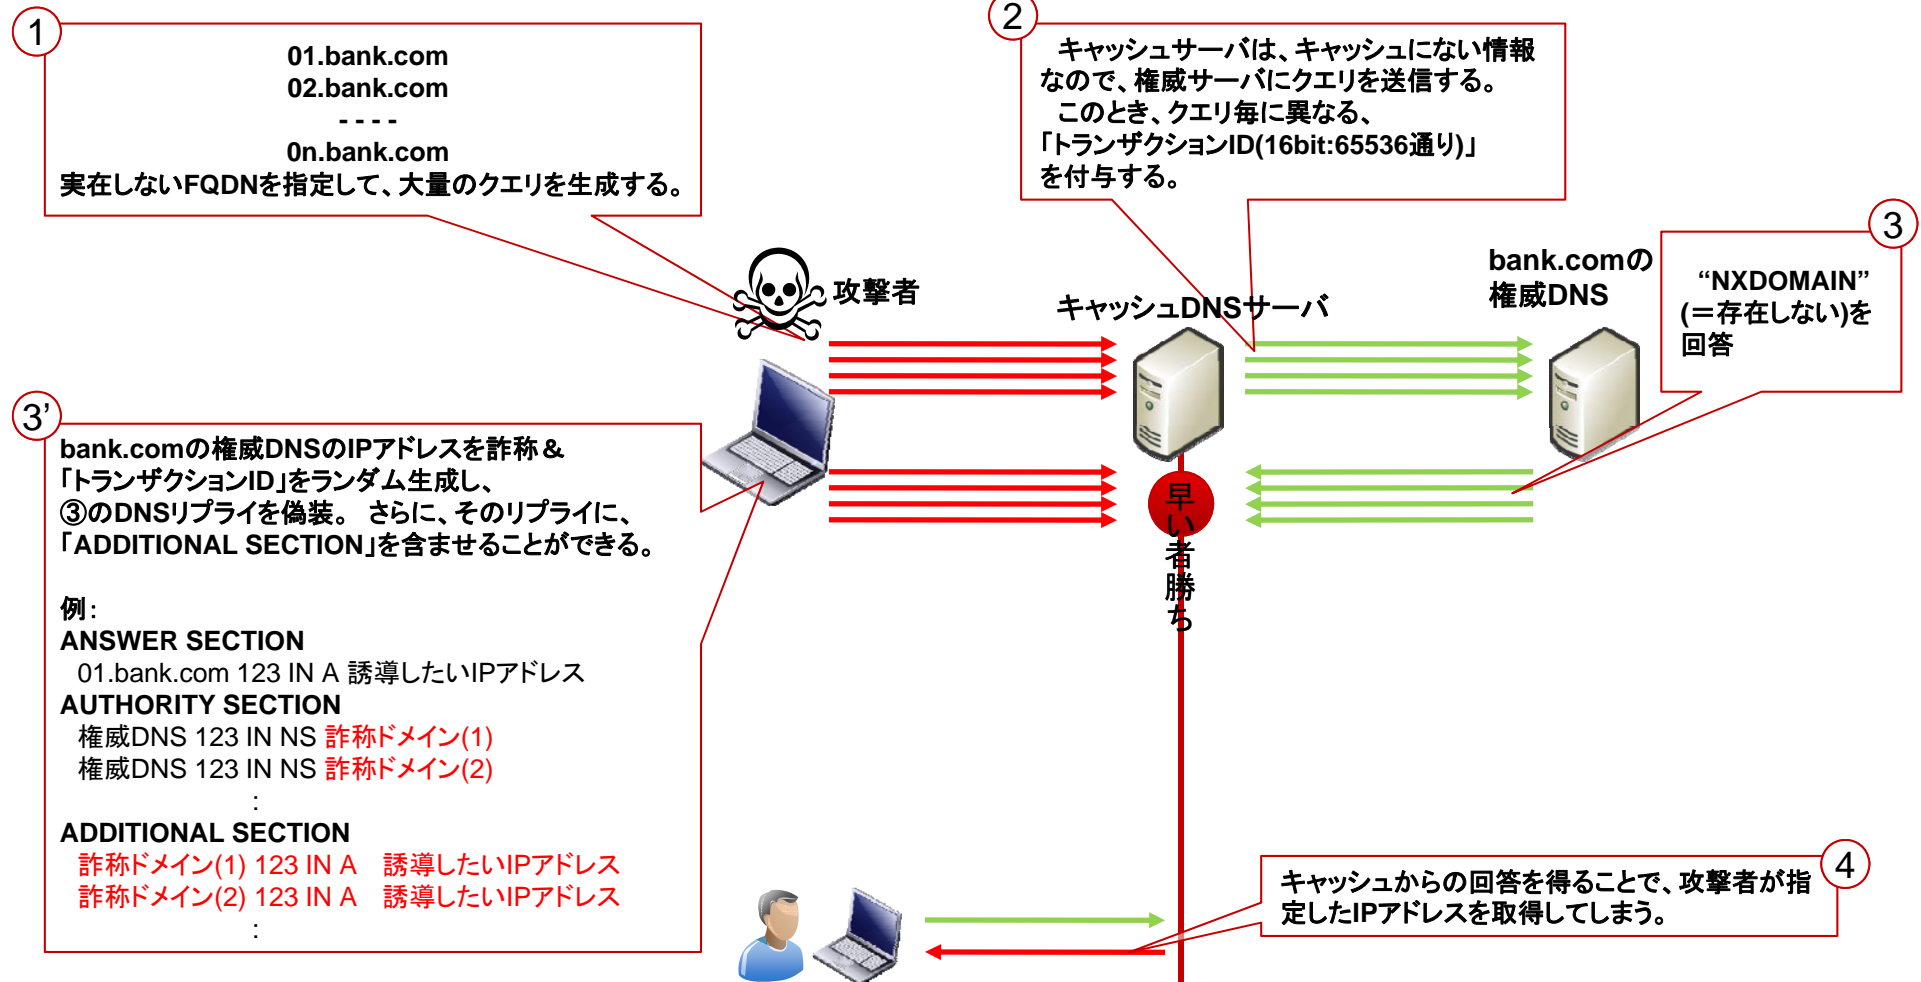 1
01.bank.com
02.bank.com
- - - -
0n.bank.com
実在しないFQDNを指定して、大量のクエリを生成する。
2
キャッシュサーバは、キャッシュにない情報
なので、権威サーバにクエリを送信する。
このとき、クエリ毎に異なる、
「トランザクションID(16bit:65536通り)」
を付与する。
3
“NXDOMAIN”
(＝存在しない)を
回答
攻撃者
キャッシュDNSサーバ
bank.comの
権威DNS
早い者勝ち
3’
bank.comの権威DNSのIPアドレスを詐称＆
「トランザクションID」をランダム生成し、
③のDNSリプライを偽装。 さらに、そのリプライに、
「ADDITIONAL SECTION」を含ませることができる。
例：
ANSWER SECTION
01.bank.com 123 IN A 誘導したいIPアドレス
AUTHORITY SECTION
権威DNS 123 IN NS 詐称ドメイン(1)
権威DNS 123 IN NS 詐称ドメイン(2)
:
ADDITIONAL SECTION
詐称ドメイン(1) 123 IN A　誘導したいIPアドレス
詐称ドメイン(2) 123 IN A　誘導したいIPアドレス
:
4
キャッシュからの回答を得ることで、攻撃者が指
定したIPアドレスを取得してしまう。